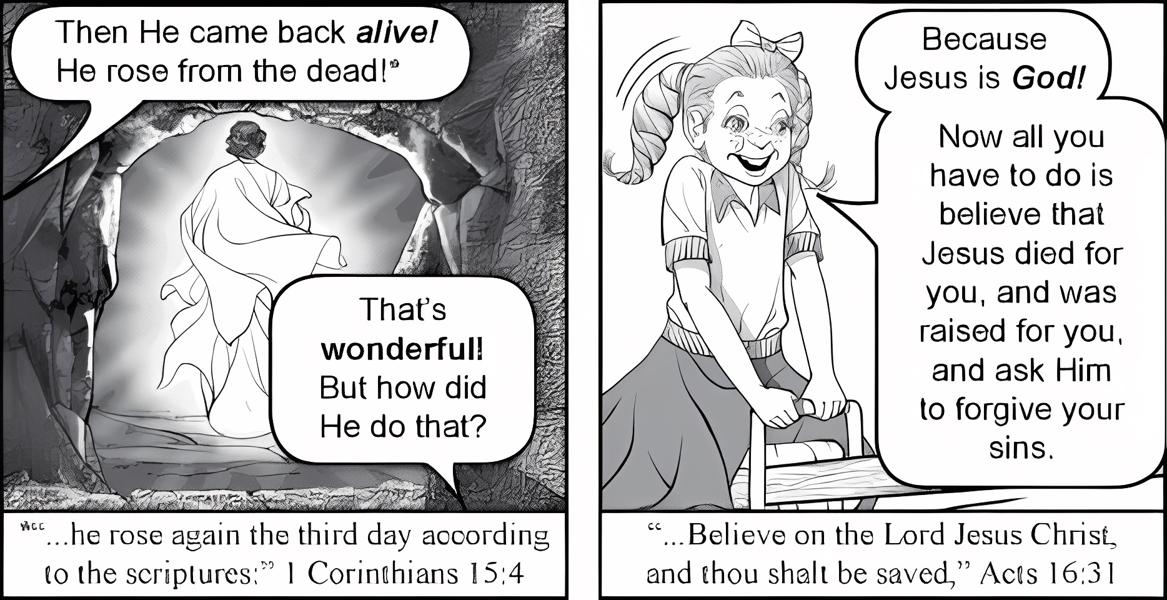 Then He came back alive!
He rose from the dead!"
That's
wonderful!
But how did
He do that?
"...he rose again the third day according
to the scriptures:" 1 Corinthians 15:4
Because
Jesus is God!
Now all you
have to do is
believe that
Jesus died for
you, and was
raised for you,
and ask Him
to forgive your
sins.
"...Believe on the Lord Jesus Christ,
and thou shalt be saved," Acts 16:31